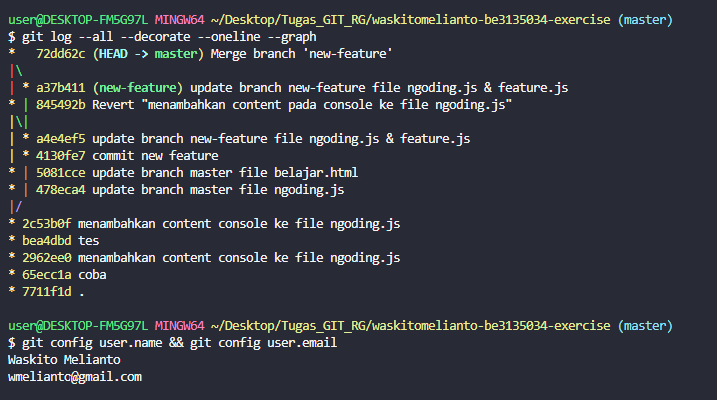 user@DESKTOP-FM5G97L MINGW64 ~/Desktop/Tugas_GIT_RG/waskitomelianto-be3135034-exercise (master)
$ git log --all --decorate --oneline --graph
*   72dd62c (HEAD -> master) Merge branch 'new-feature'
|\
| * a37b411 (new-feature) update branch new-feature file ngoding.js & feature.js
* | 845492b Revert "menambahkan content pada console ke file ngoding.js"
|\|
| * a4e4ef5 update branch new-feature file ngoding.js & feature.js
| * 4130fe7 commit new feature
* | 5081cce update branch master file belajar.html
* | 478eca4 update branch master file ngoding.js
|/
* 2c53b0f menambahkan content console ke file ngoding.js
* bea4dbd tes
* 2962ee0 menambahkan content console ke file ngoding.js
* 65ecc1a coba
* 7711f1d .
user@DESKTOP-FM5G97L MINGW64 ~/Desktop/Tugas_GIT_RG/waskitomelianto-be3135034-exercise (master)
$ git config user.name && git config user.email
Waskito Melianto
wmelianto@gmail.com